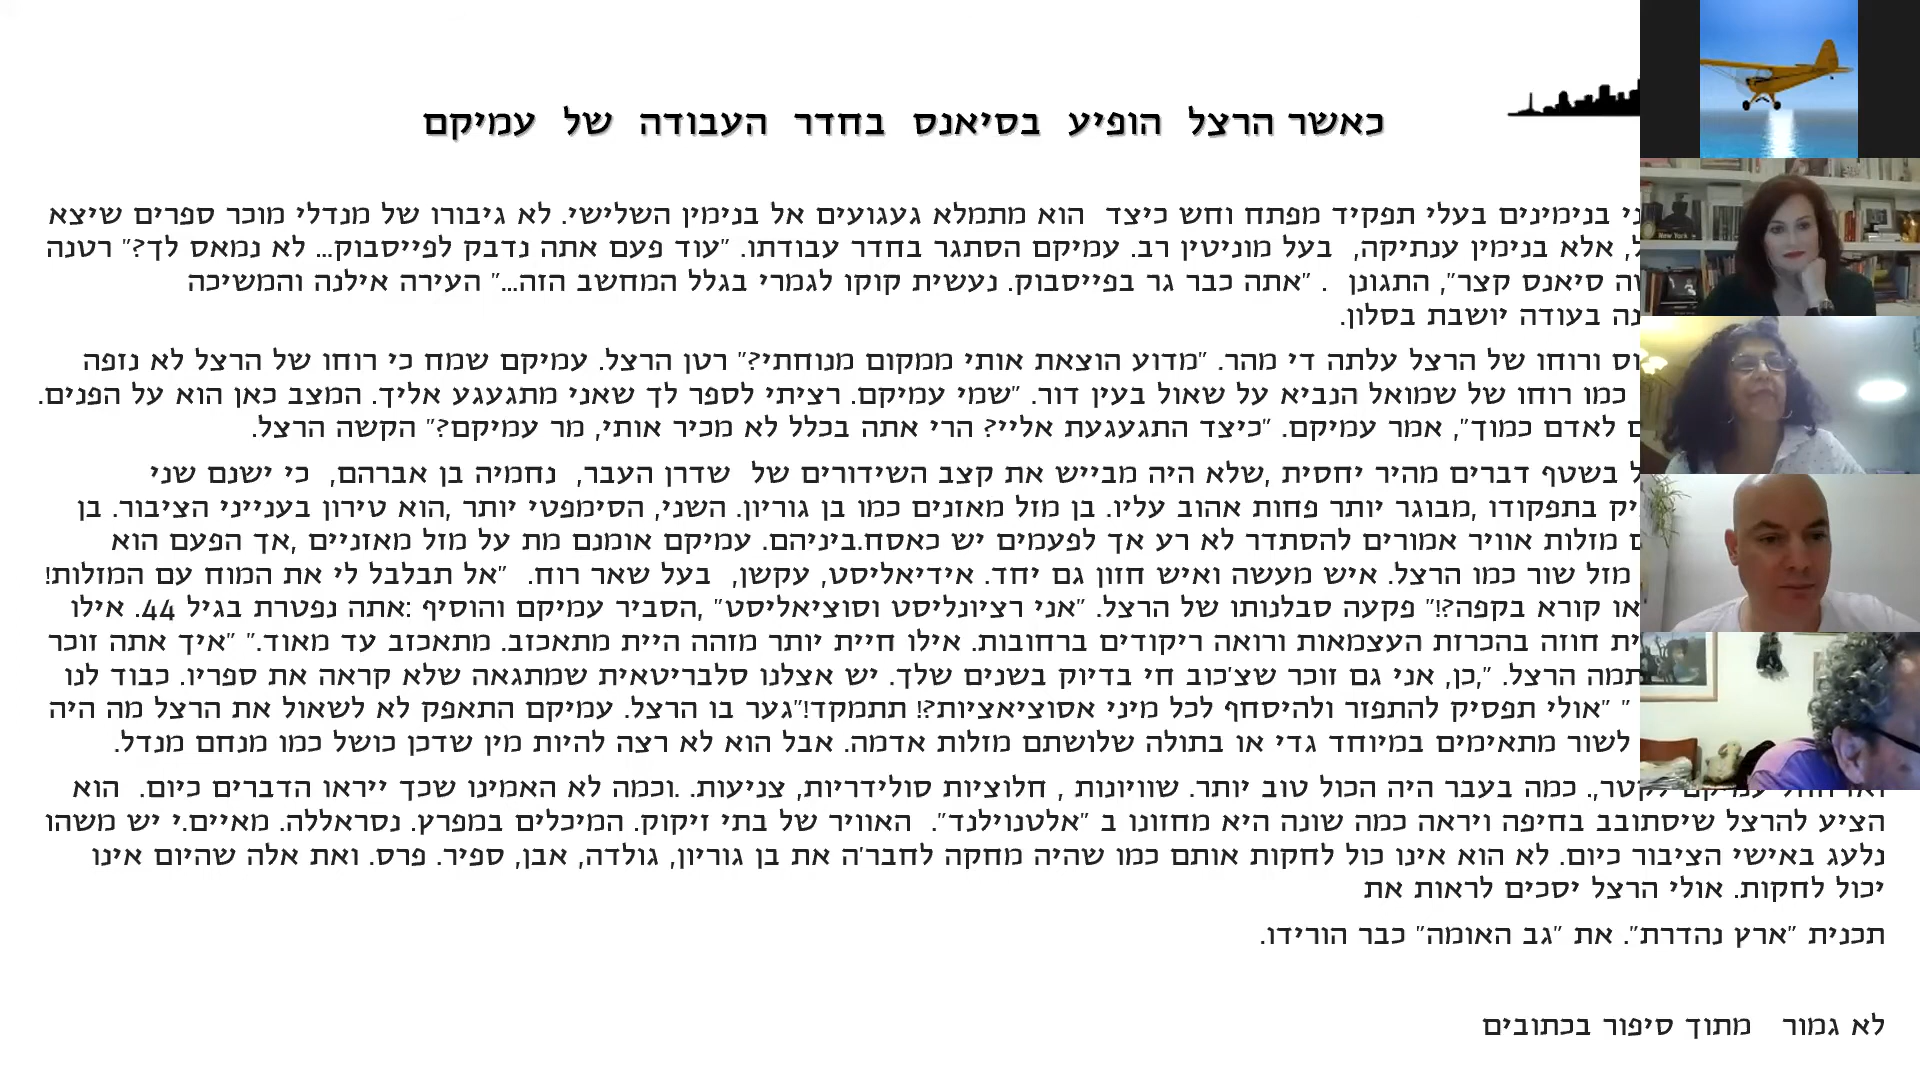 כאשר הרצל הופיע בסיאנס בחדר העבודה של עמיקם
בנימינים בעלי תפקיד מפתח וחש כיצד הוא מתמלא געגועים אל בנימין השלישי. לא גיבורו של מנדלי מוכר ספרים שיצא
אלא בנימין ענתיקה, בעל מוניטין רב. עמיקם הסתגר בחדר עבודתו. "עוד פעם אתה נדבק לפייסבוק... לא נמאס לך?" רטנה
סיאנס קצר", התגונן . "אתה כבר גר בפייסבוק. נעשית קוקו לגמרי בגלל המחשב הזה..." העירה אילנה והמשיכה
בעודה יושבת בסלון.
ורוחו של הרצל עלתה די מהר. "מדוע הוצאת אותי ממקום מנוחתי?" רטן הרצל. עמיקם שמח כי רוחו של הרצל לא נזפה
כמו רוחו של שמואל הנביא על שאול בעין דור. "שמי עמיקם. רציתי לספר לך שאני מתגעגע אליך. המצב כאן הוא על הפנים.
לאדם כמוך", אמר עמיקם. "כיצד התגעגעת אליי? הרי אתה בכלל לא מכיר אותי, מר עמיקם?" הקשה הרצל.
בשטף דברים מהיר יחסית ,שלא היה מבייש את קצב השידורים של שדרן העבר, נחמיה בן אברהם, כי ישנם שני
בתפקודו ,מבוגר יותר פחות אהוב עליו. בן מזל מאזנים כמו בן גוריון. השני, הסימפטי יותר ,הוא טירון בענייני הציבור. בן
מזלות אוויר אמורים להסתדר לא רע אך לפעמים יש כאסח.ביניהם. עמיקם אומנם מת על מזל מאזניים ,אך הפעם הוא
מזל שור כמו הרצל. איש מעשה ואיש חזון גם יחד. אידיאליסט, עקשן, בעל שאר רוח. "אל תבלבל לי את המוח עם המזלות!
או קורא בקפה?!" פקעה סבלנותו של הרצל. "אני רציונליסט וסוציאליסט" ,הסביר עמיקם והוסיף :אתה נפטרת בגיל 44. אילו
חוזה בהכרזת העצמאות ורואה ריקודים ברחובות. אילו חיית יותר מזהה היית מתאכזב. מתאכזב עד מאוד." "איך אתה זוכר
תמה הרצל. ",כן, אני גם זוכר שצ'כוב חי בדיוק בשנים שלך. יש אצלנו סלבריטאית שמתגאה שלא קראה את ספריו. כבוד לנו
" "אולי תפסיק להתפזר ולהיסחף לכל מיני אסוציאציות?! תתמקד!"גער בו הרצל. עמיקם התאפק לא לשאול את הרצל מה היה
לשור מתאימים במיוחד גדי או בתולה שלושתם מזלות אדמה. אבל הוא לא רצה להיות מין שדכן כושל כמו מנחם מנדל.
לקטר,. כמה בעבר היה הכול טוב יותר. שוויונות , חלוציות סולידריות, צניעות. .וכמה לא האמינו שכך ייראו הדברים כיום. הוא
הציע להרצל שיסתובב בחיפה ויראה כמה שונה היא מחזונו ב "אלטנוילנד". האוויר של בתי זיקוק. המיכלים במפרץ. נסראללה. מאיים.י יש משהו
נלעג באישי הציבור כיום. לא הוא אינו כול לחקות אותם כמו שהיה מחקה לחבר'ה את בן גוריון, גולדה, אבן, ספיר. פרס. ואת אלה שהיום אינו
יכול לחקות. אולי הרצל יסכים לראות את
תכנית "ארץ נהדרת". את "גב האומה" כבר הורידו.
לא גמור מתוך סיפור בכתובים
New York